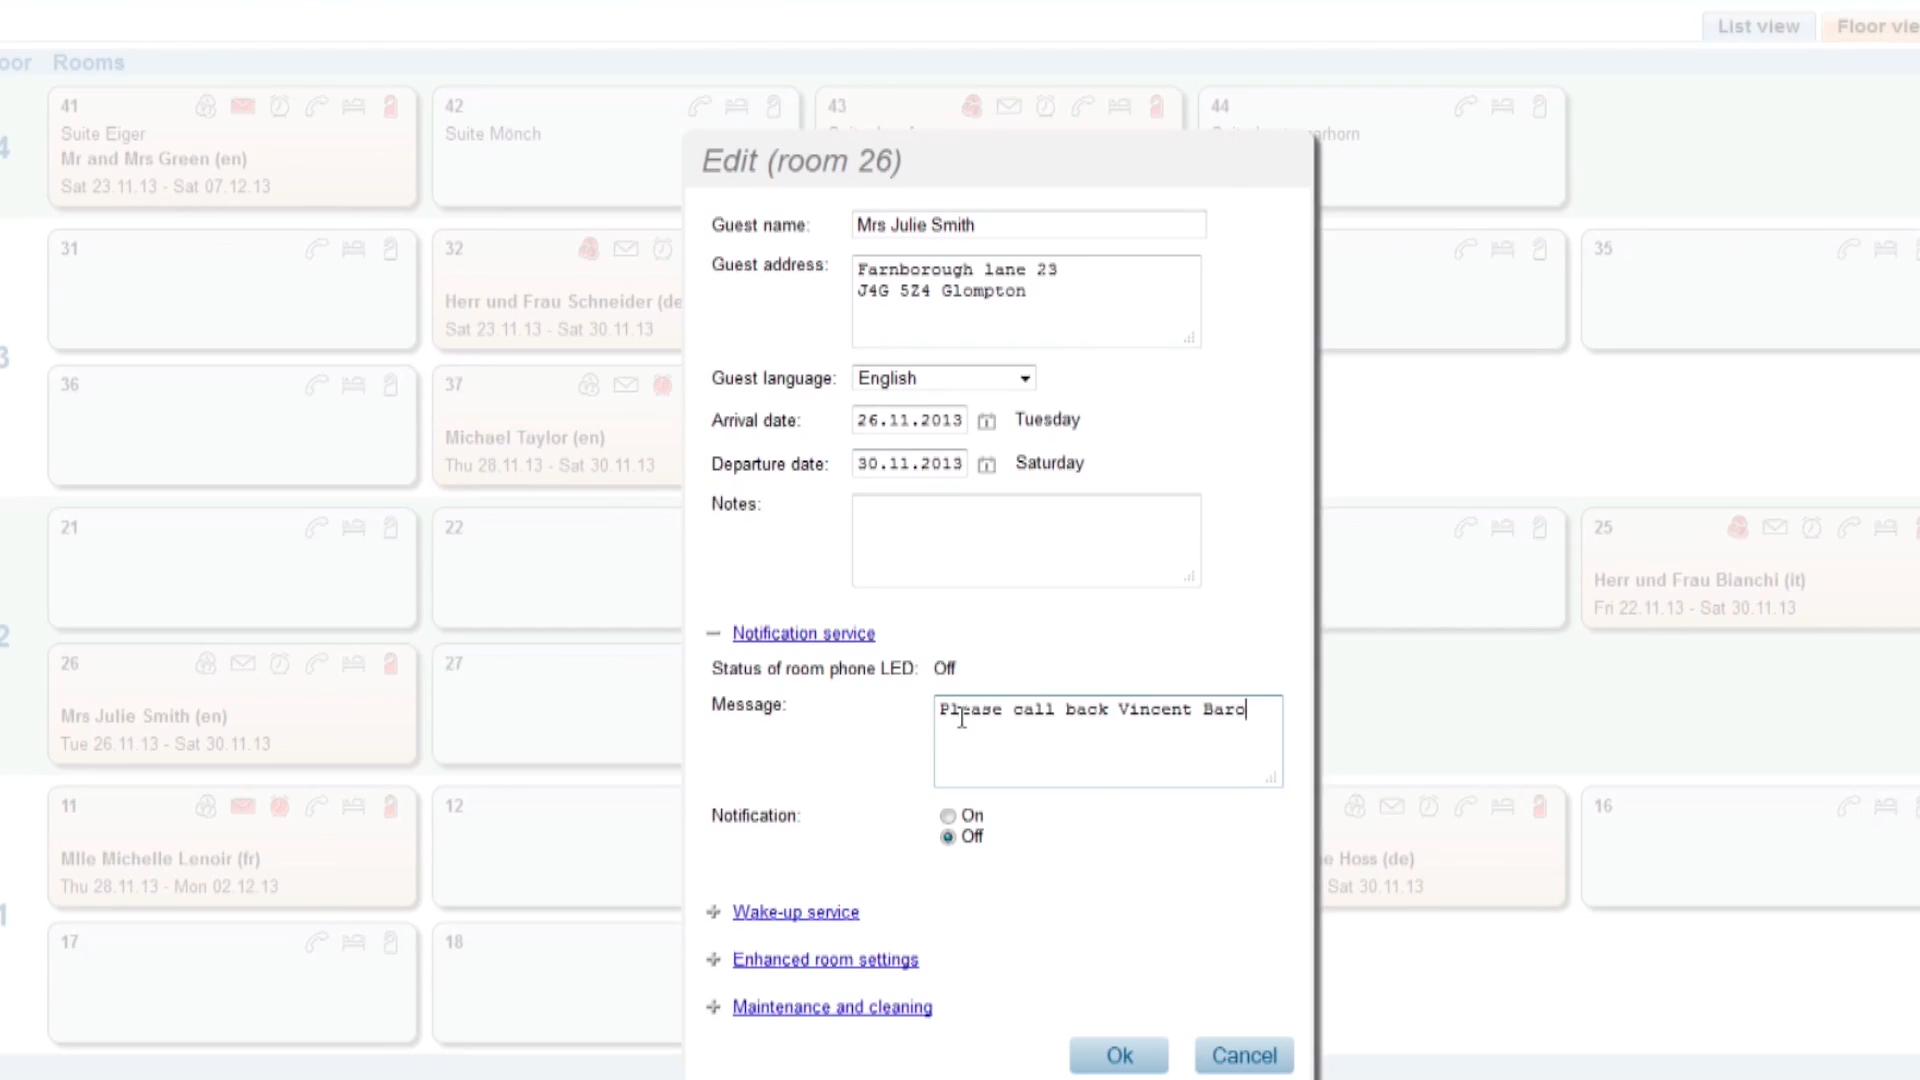 List view
Floor vie
oor Rooms
4
41
Suite Eiger
Mr and Mrs Green (en)
Sat 23.11.13 - Sat 07.12.13
42
Suite Mönch
43
44
arhorn
Edit (room 26)
Guest name: Mrs Julie Smith
Guest address: Farnborough lane 23
J4G 5Z4 Glompton
Guest language: English
Arrival date: 26.11.2013 Tuesday
Departure date: 30.11.2013 Saturday
Notes:
Notification service
Status of room phone LED: Off
Message: Please call back Vincent Baro
Notification: On
Off
Wake-up service
Enhanced room settings
Maintenance and cleaning
Ok Cancel
3
31
32
Herr und Frau Schneider (de
Sat 23.11.13 - Sat 30.11.13
35
36
37
Michael Taylor (en)
Thu 28.11.13 - Sat 30.11.13
2
21
22
25
Herr und Frau Bianchi (it)
Fri 22.11.13 - Sat 30.11.13
26
Mrs Julie Smith (en)
Tue 26.11.13 - Sat 30.11.13
27
1
11
Mlle Michelle Lenoir (fr)
Thu 28.11.13 - Mon 02.12.13
12
e Hoss (de)
Sat 30.11.13
16
17
18